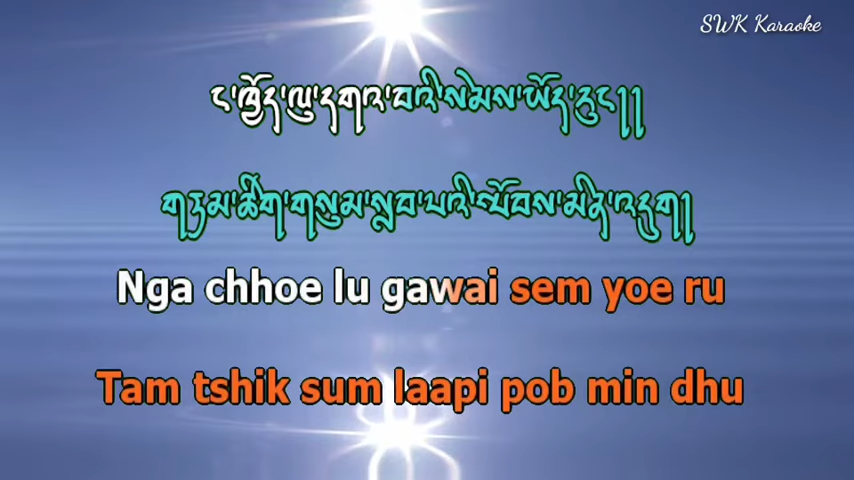 SWK Karaoke
ང་ཁྱོད་ལུ་དགའ་བའི་སེམས་ཡོད་རུང༎
གཏམ་ཚིག་གསུམ་སླབ་པའི་སྤོབས་མིན་འདུག།
Nga chhoe lu gawai sem yoe ru
Tam tshik sum laapi pob min dhu